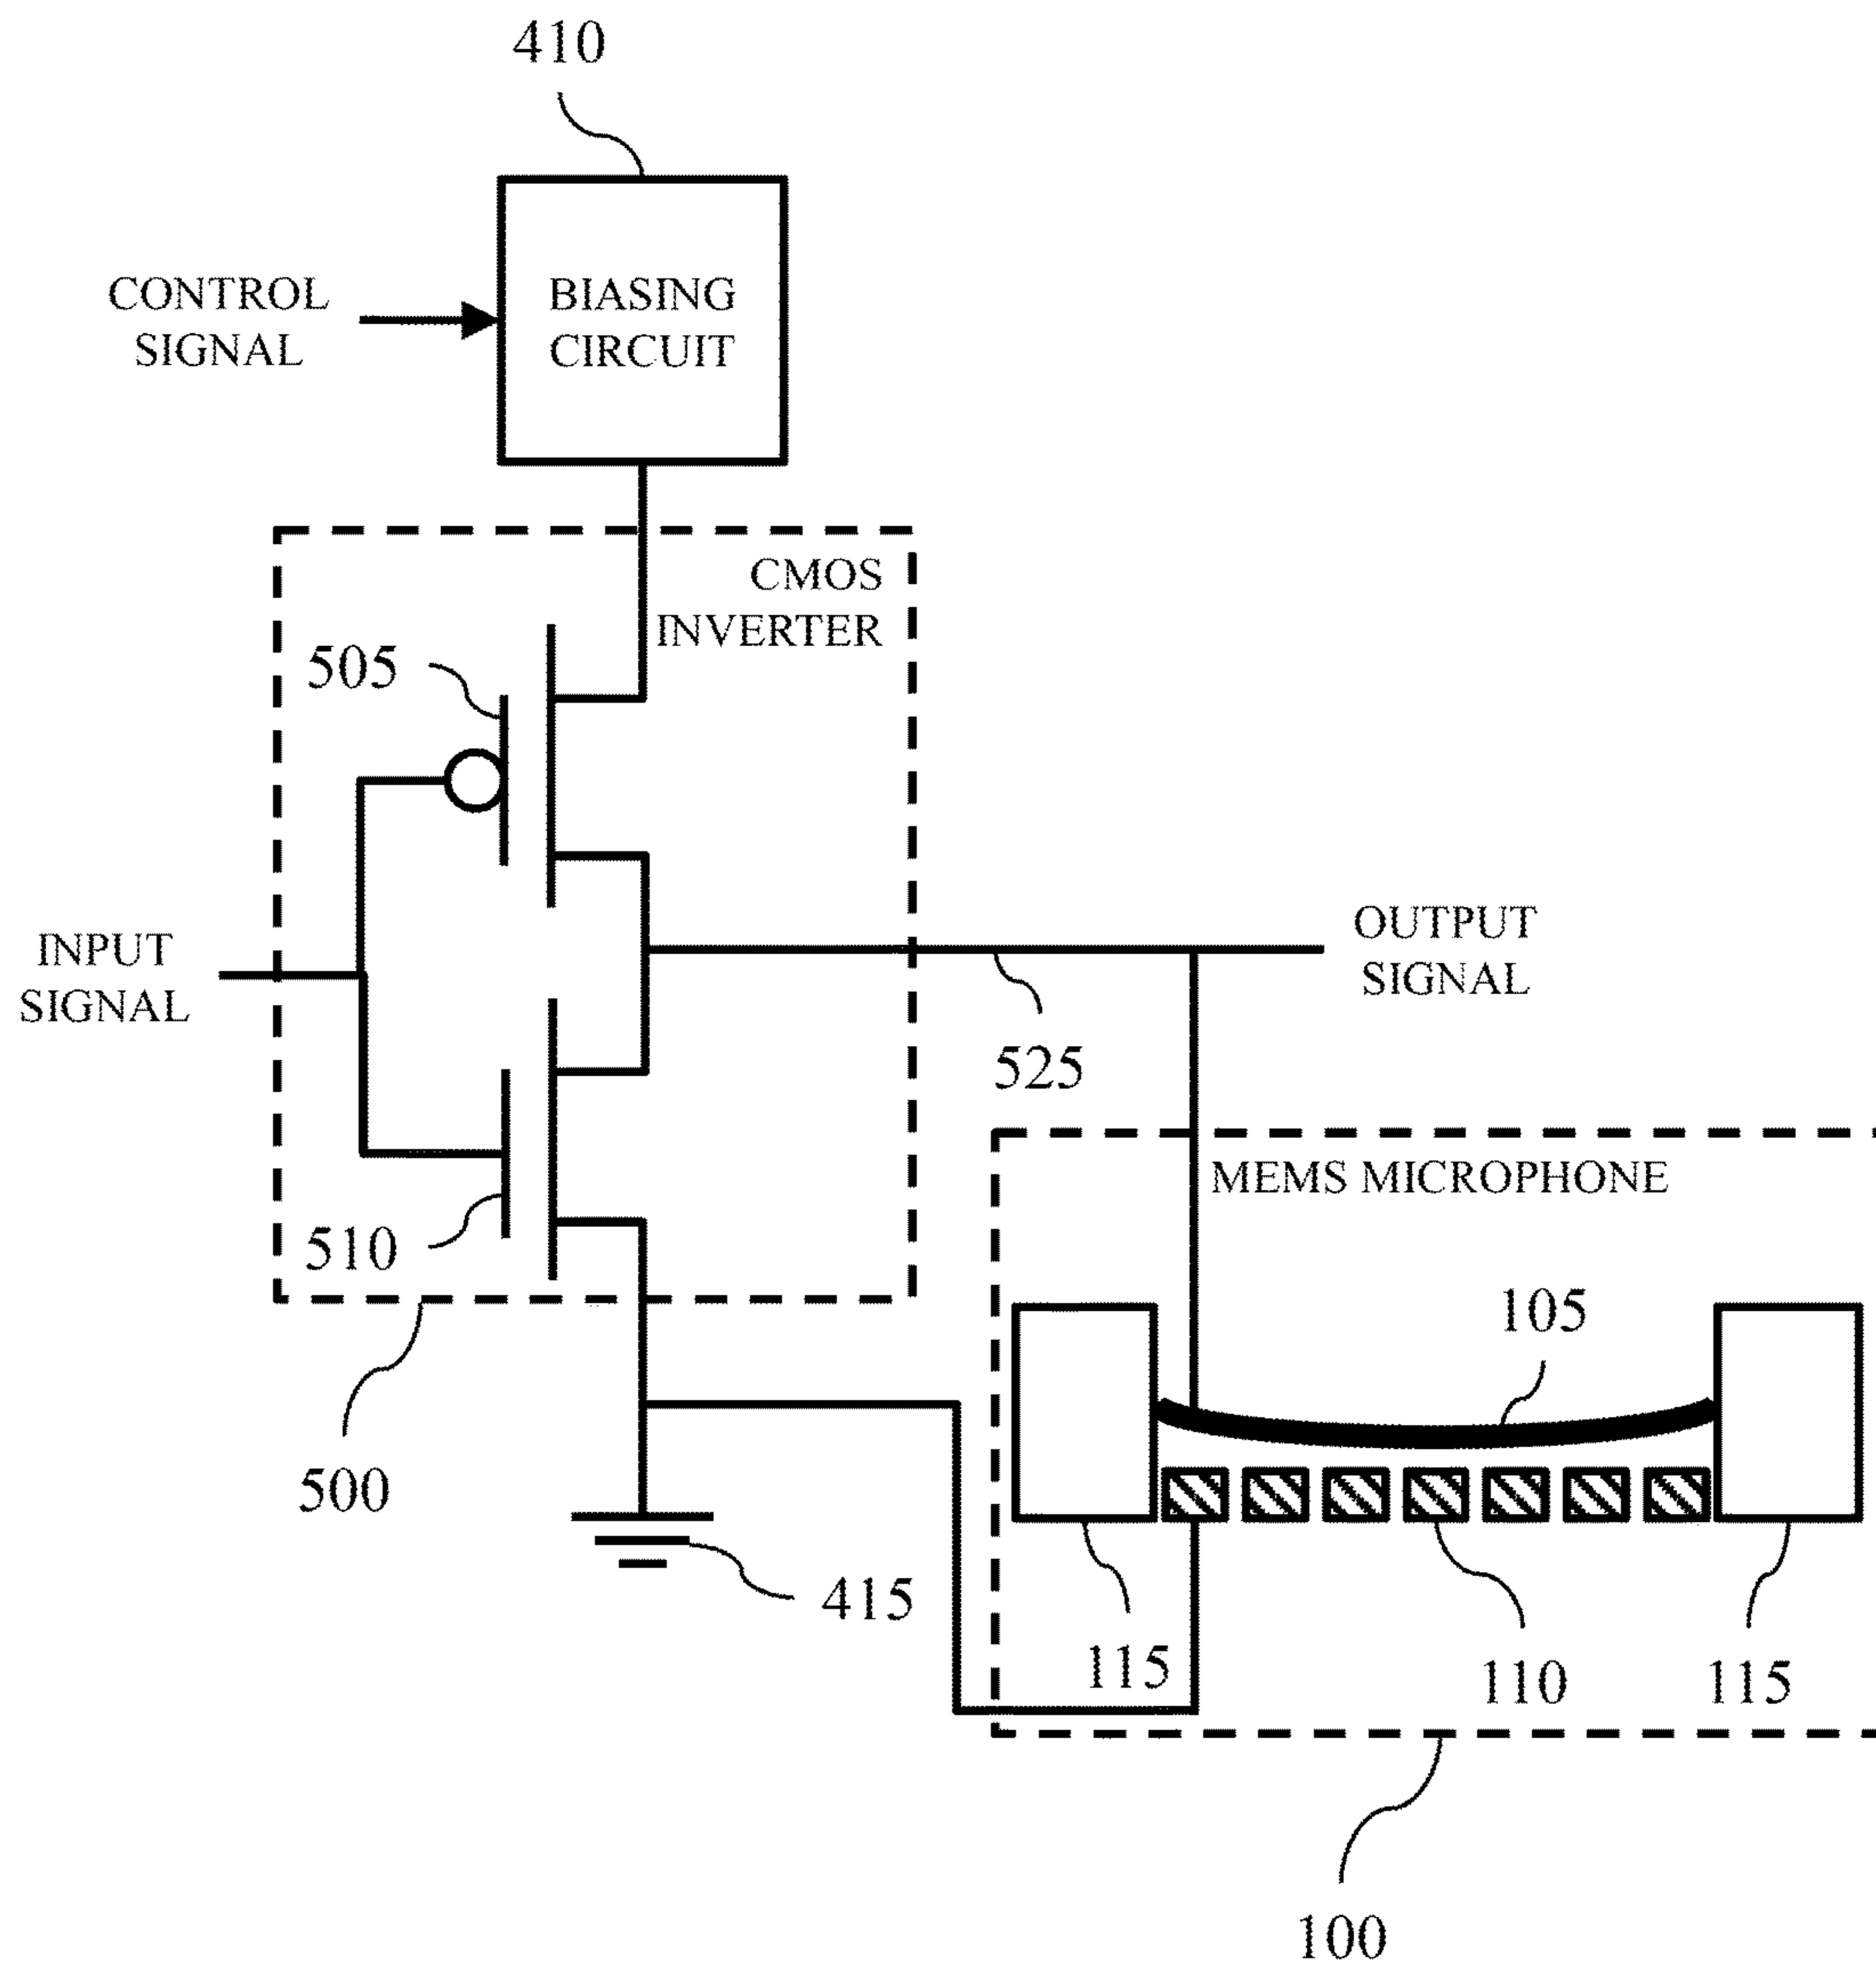 410
CONTROL
SIGNAL
BIASING
CIRCUIT
CMOS
INVERTER
505
INPUT
SIGNAL
OUTPUT
SIGNAL
525
MEMS MICROPHONE
510
105
500
415
115
110
115
100